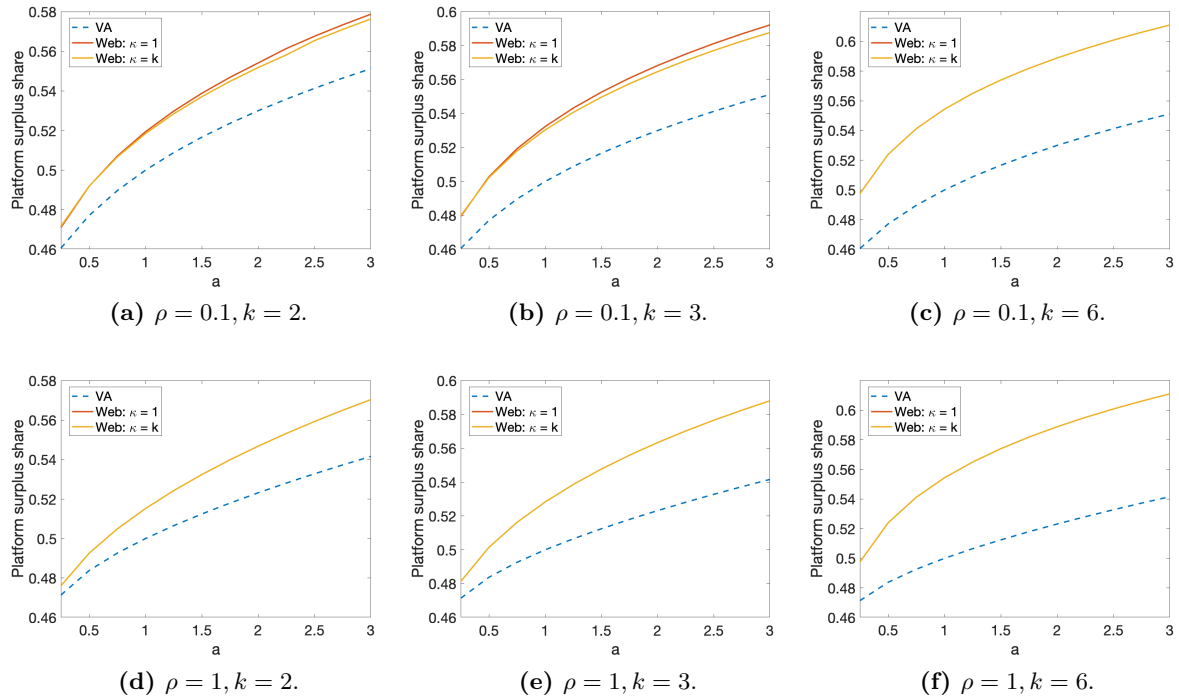 Platform surplus share
0.58
0.56
0.54
0.52
0.5
0.48
0.46
VA
Web: κ = 1
Web: κ = k
0.5 1 1.5 2 2.5 3
a
(a) ρ = 0.1, k = 2.
Platform surplus share
0.6
0.58
0.56
0.54
0.52
0.5
0.48
0.46
VA
Web: κ = 1
Web: κ = k
0.5 1 1.5 2 2.5 3
a
(b) ρ = 0.1, k = 3.
Platform surplus share
0.6
0.58
0.56
0.54
0.52
0.5
0.48
0.46
VA
Web: κ = 1
Web: κ = k
0.5 1 1.5 2 2.5 3
a
(c) ρ = 0.1, k = 6.
Platform surplus share
0.58
0.56
0.54
0.52
0.5
0.48
0.46
VA
Web: κ = 1
Web: κ = k
0.5 1 1.5 2 2.5 3
a
(d) ρ = 1, k = 2.
Platform surplus share
0.6
0.58
0.56
0.54
0.52
0.5
0.48
0.46
VA
Web: κ = 1
Web: κ = k
0.5 1 1.5 2 2.5 3
a
(e) ρ = 1, k = 3.
Platform surplus share
0.6
0.58
0.56
0.54
0.52
0.5
0.48
0.46
VA
Web: κ = 1
Web: κ = k
0.5 1 1.5 2 2.5 3
a
(f) ρ = 1, k = 6.